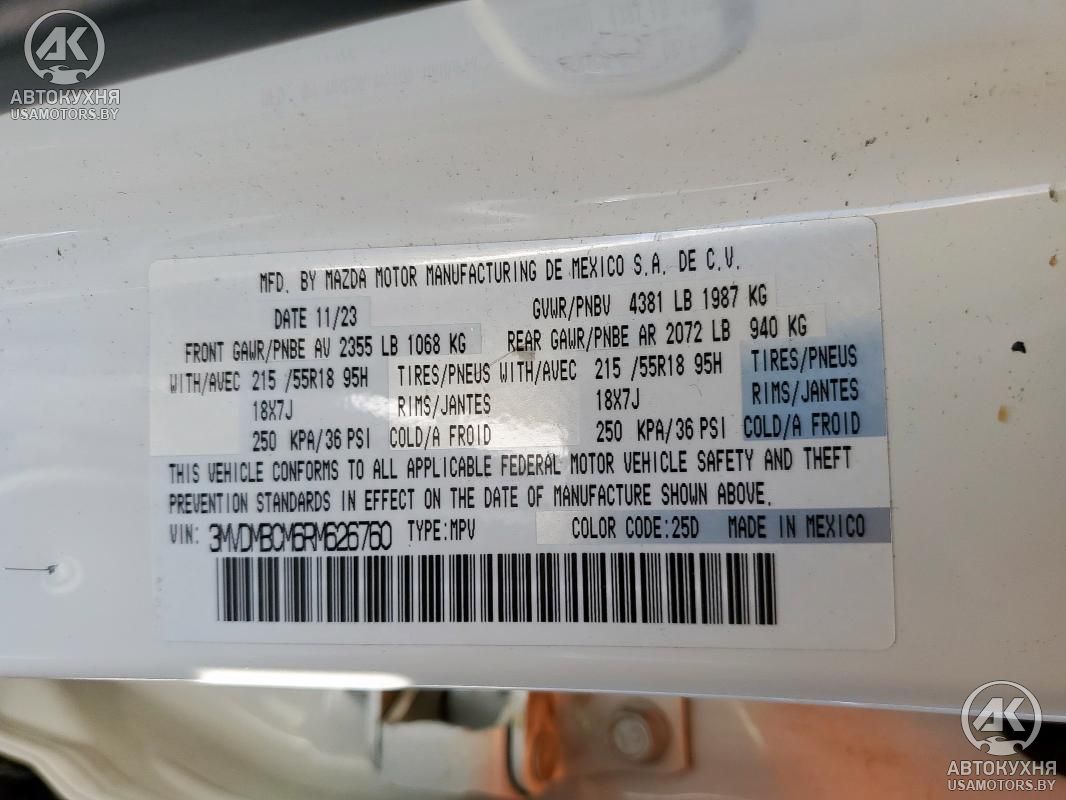 AK
АВТОКУХНЯ
USAMOTORS.BY
MFD. BY MAZDA MOTOR MANUFACTURING DE MEXICO S.A. DE C.V.
DATE 11/23 GVWR/PNBV 4381 LB 1987 KG
FRONT GAWR/PNBE AV 2355 LB 1068 KG REAR GAWR/PNBE AR 2072 LB 940 KG
WITH/AVEC 215 /55R18 95H TIRES/PNEUS WITH/AVEC 215 /55R18 95H TIRES/PNEUS
18X7J RIMS/JANTES 18X7J RIMS/JANTES
250 KPA/36 PSI COLD/A FROID 250 KPA/36 PSI COLD/A FROID
THIS VEHICLE CONFORMS TO ALL APPLICABLE FEDERAL MOTOR VEHICLE SAFETY AND THEFT
PREVENTION STANDARDS IN EFFECT ON THE DATE OF MANUFACTURE SHOWN ABOVE.
VIN: 3MVDMBCM6RM626760 TYPE:MPV COLOR CODE:25D MADE IN MEXICO
AK
АВТОКУХНЯ
USAMOTORS.BY